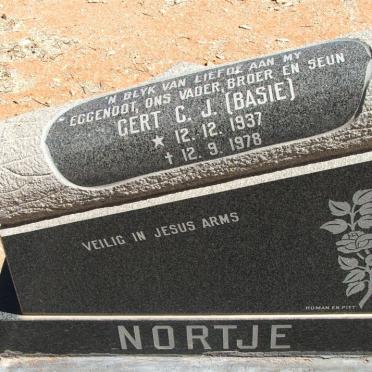 'N BLYK VAN LIEFDE AAN MY
EGGENOOT, ONS VADER, BROER EN SEUN
GERT C. J. (BASIE)
* 12. 12. 1937
† 12. 9. 1978
VEILIG IN JESUS ARMS
HUMAN EN PITT
NORTJE